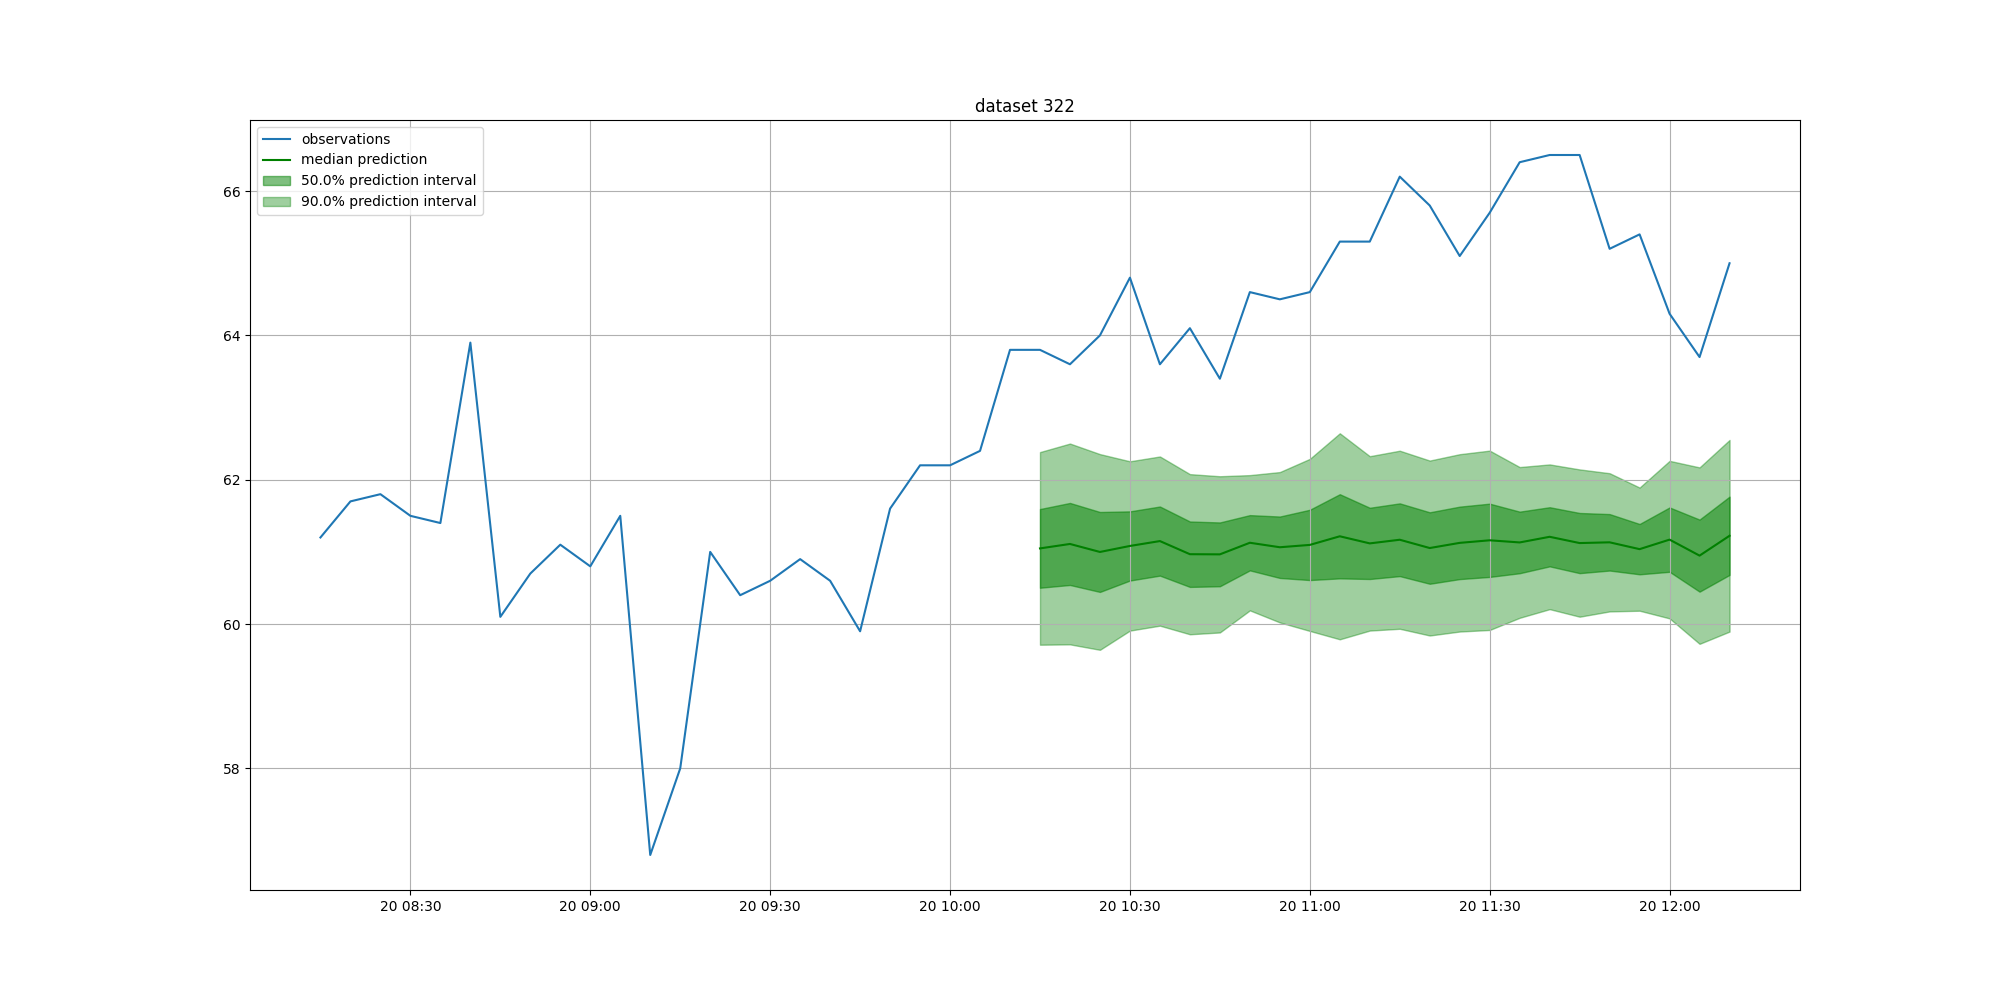 dataset 322
observations
median prediction
50.0% prediction interval
90.0% prediction interval
66
64
62
60
58
20 08:30 20 09:00 20 09:30 20 10:00 20 10:30 20 11:00 20 11:30 20 12:00